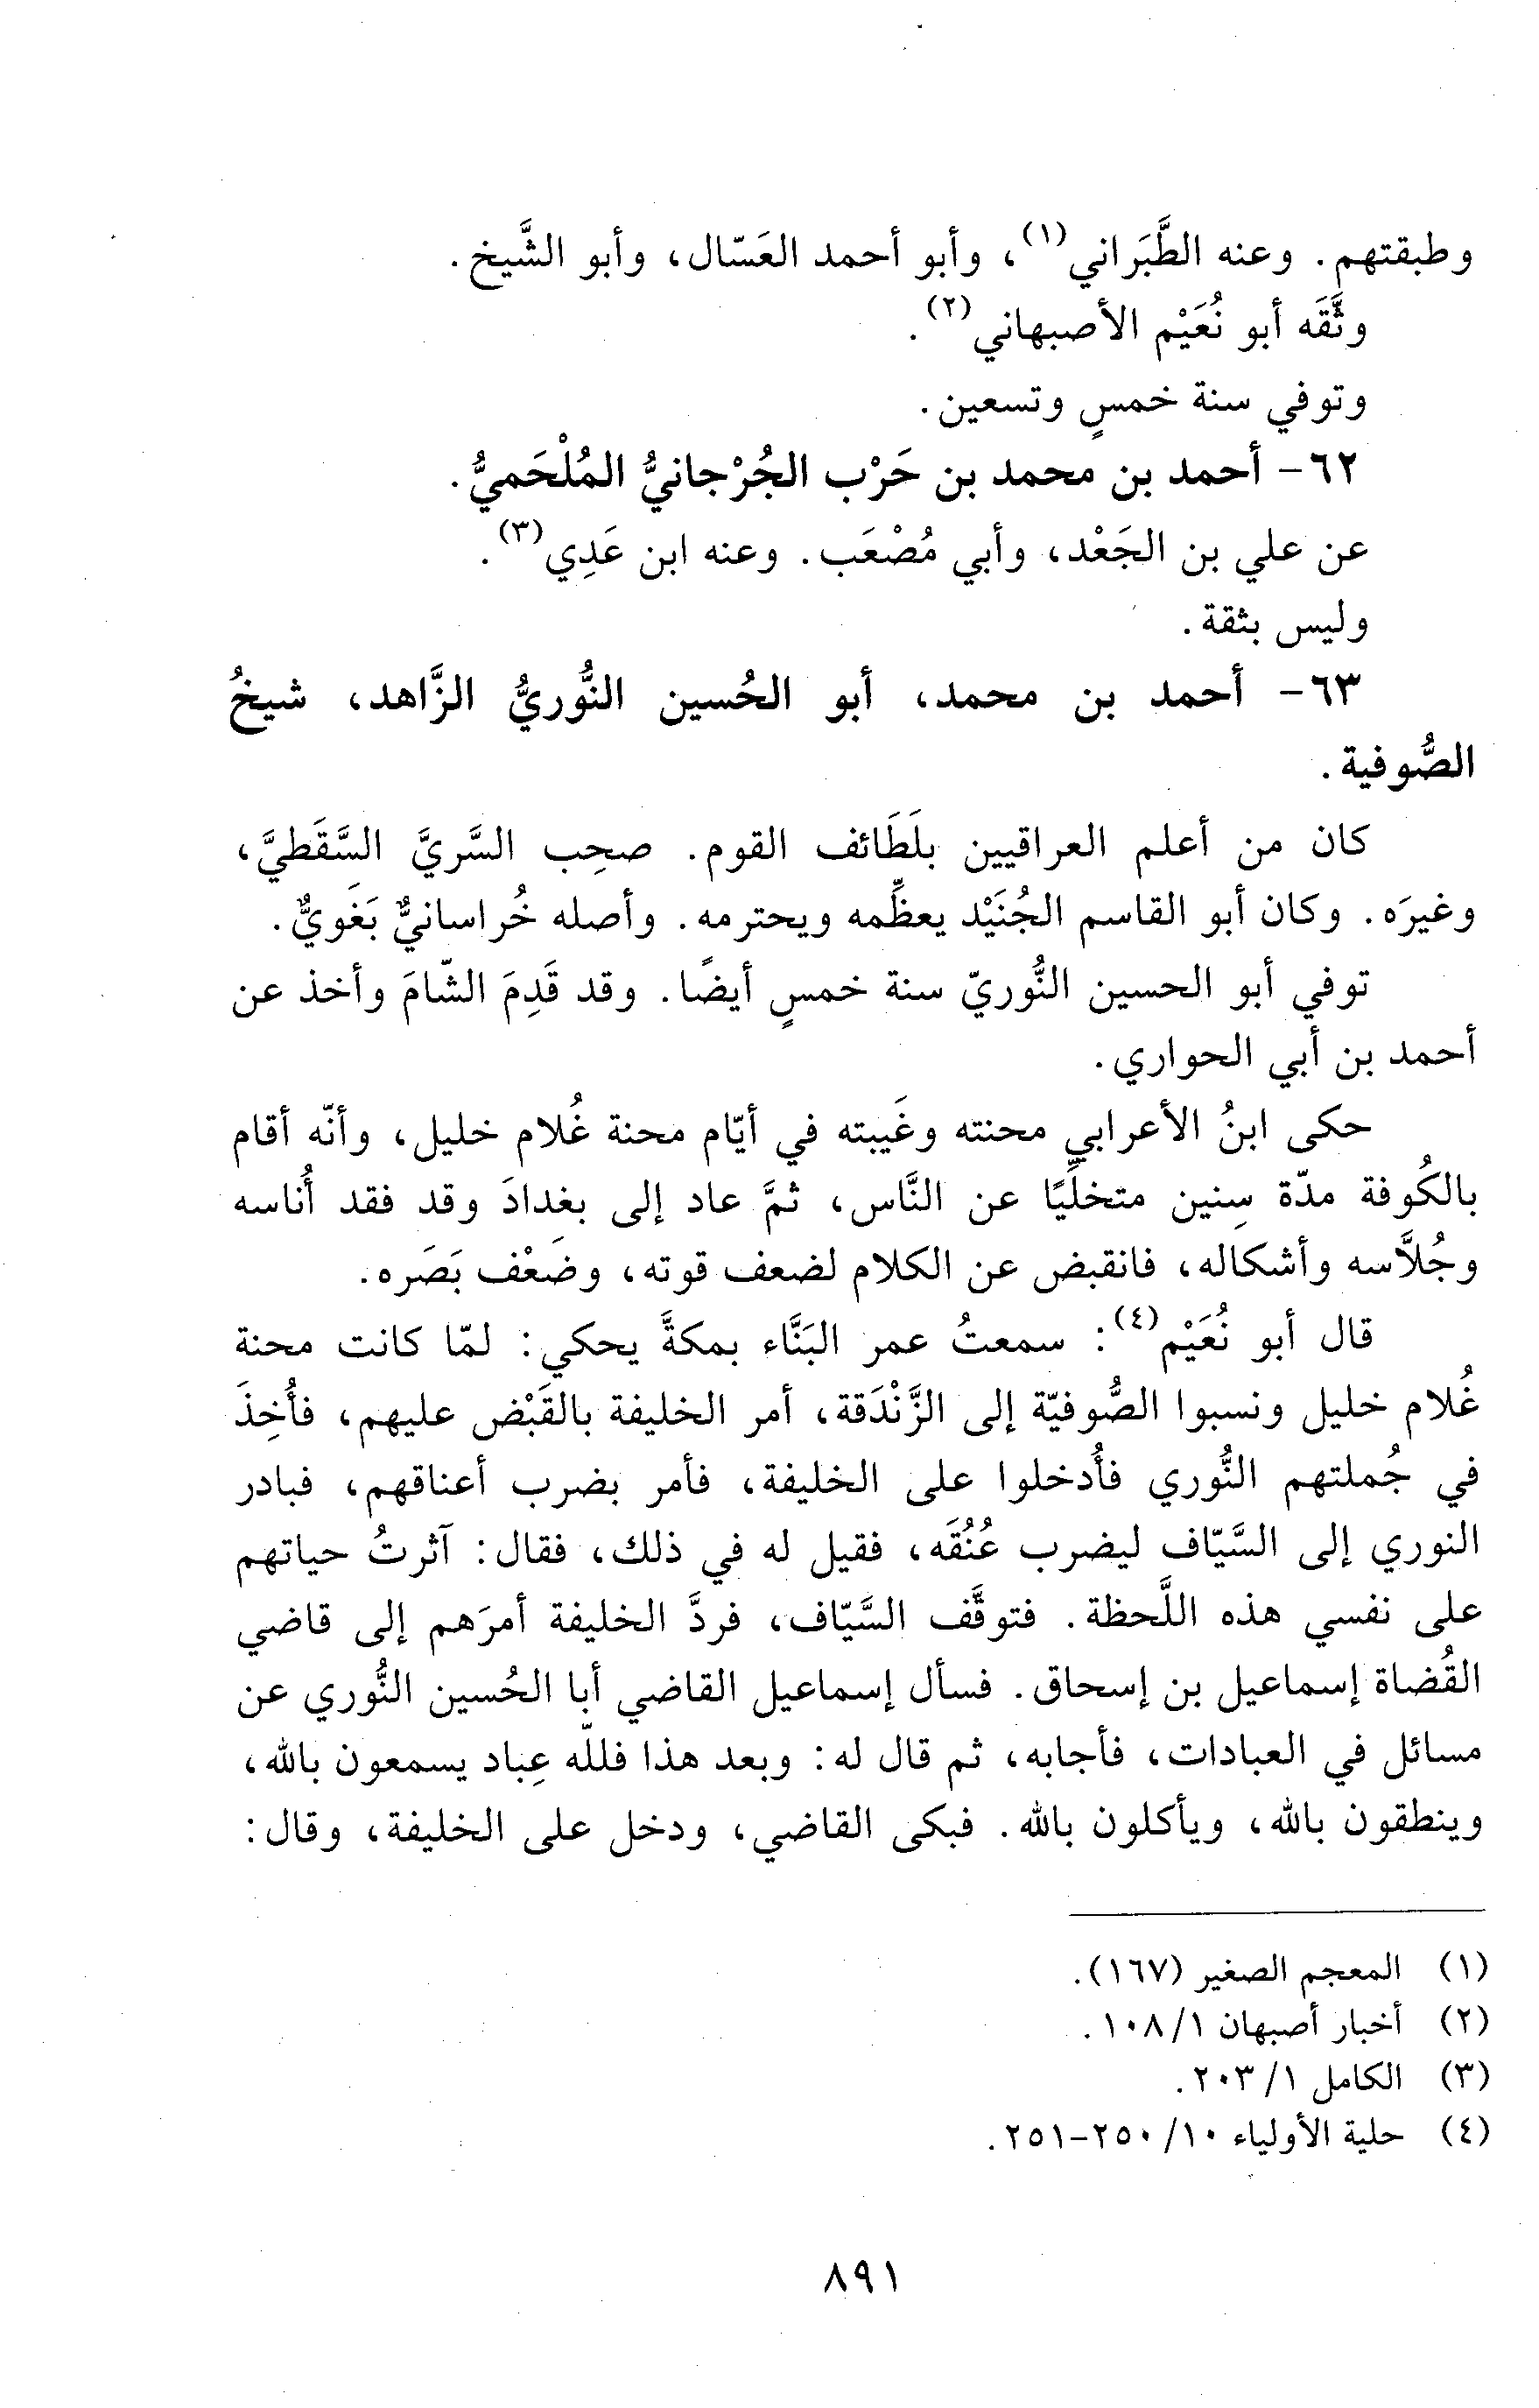 وطبقتهم. وعنه الطَّبَراني(١)، وأبو أحمد العَسّال، وأبو الشَّيخ.
وثَّقَه أبو نُعَيْم الأصبهاني(٢).
وتوفي سنة خمسٍ وتسعين.
٦٢- أحمد بن محمد بن حَرْب الجُرْجانيُّ المُلْحَميُّ.
عن علي بن الجَعْد، وأبي مُصْعَب. وعنه ابن عَدِي(٣).
وليس بثقة.
٦٣- أحمد بن محمد، أبو الحُسين النُّوريُّ الزَّاهد، شيخُ
الصُّوفية.
كان من أعلم العراقيين بلَطَائف القوم. صحِب السَّريَّ السَّقَطيَّ،
وغيرَه. وكان أبو القاسم الجُنَيْد يعظِّمه ويحترمه. وأصله خُراسانيٌّ بَغَويٌّ.
توفي أبو الحسين النُّوريّ سنة خمسٍ أيضًا. وقد قَدِمَ الشّامَ وأخذ عن
أحمد بن أبي الحواري.
حكى ابنُ الأعرابي محنته وغَيبته في أيّام محنة غُلام خليل، وأنّه أقام
بالكُوفة مدّة سِنين متخلِّيًا عن النَّاس، ثمَّ عاد إلى بغدادَ وقد فقد أُناسه
وجُلاَّسه وأشكاله، فانقبض عن الكلام لضعف قوته، وضَعْف بَصَره.
قال أبو نُعَيْم(٤): سمعتُ عمر البَنَّاء بمكةَّ يحكي: لمّا كانت محنة
غُلام خليل ونسبوا الصُّوفيّة إلى الزَّنْدَقة، أمر الخليفة بالقَبْض عليهم، فأُخِذَ
في جُملتهم النُّوري فأُدخلوا على الخليفة، فأمر بضرب أعناقهم، فبادر
النوري إلى السَّيّاف ليضرب عُنُقَه، فقيل له في ذلك، فقال: آثرتُ حياتهم
على نفسي هذه اللَّحظة. فتوقَّف السَّيّاف، فردَّ الخليفة أمرَهم إلى قاضي
القُضاة إسماعيل بن إسحاق. فسأل إسماعيل القاضي أبا الحُسين النُّوري عن
مسائل في العبادات، فأجابه، ثم قال له: وبعد هذا فللّه عِباد يسمعون بالله،
وينطقون بالله، ويأكلون بالله. فبكى القاضي، ودخل على الخليفة، وقال:
(١) المعجم الصغير (١٦٧).
(٢) أخبار أصبهان ١/ ١٠٨.
(٣) الكامل ١/ ٢٠٣.
(٤) حلية الأولياء ١٠/ ٢٥٠-٢٥١.
٨٩١